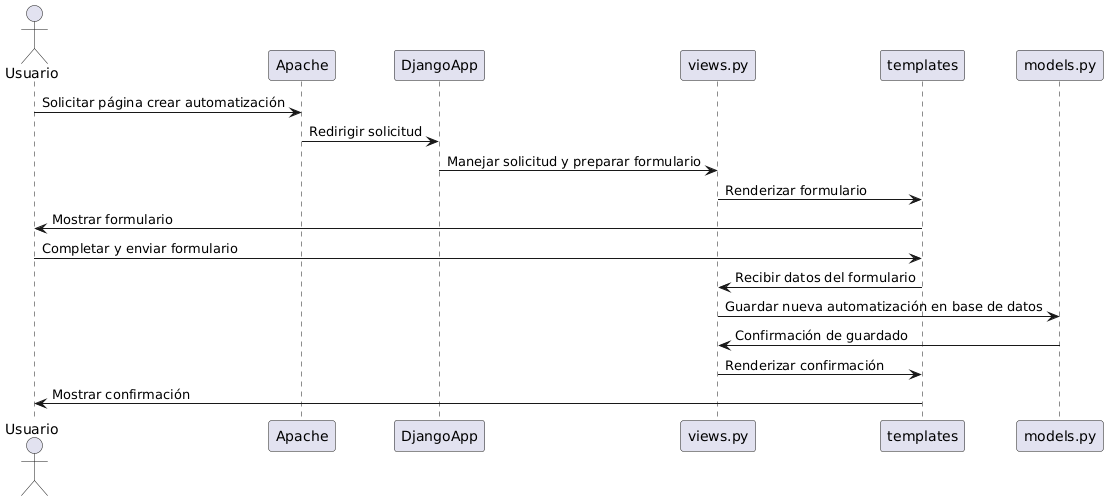 Usuario
Apache
DjangoApp
views.py
templates
models.py
Solicitar página crear automatización
Redirigir solicitud
Manejar solicitud y preparar formulario
Renderizar formulario
Mostrar formulario
Completar y enviar formulario
Recibir datos del formulario
Guardar nueva automatización en base de datos
Confirmación de guardado
Renderizar confirmación
Mostrar confirmación
Usuario
Apache
DjangoApp
views.py
templates
models.py